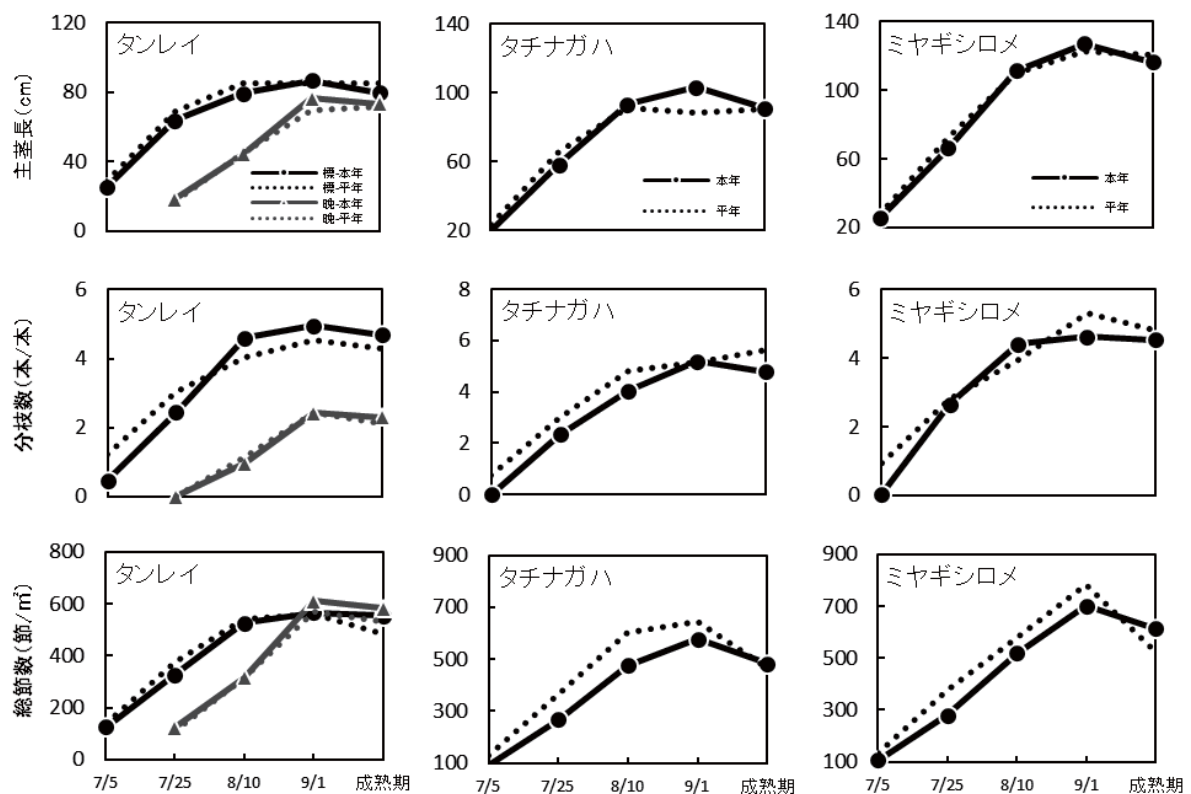 主茎長(cm)
120
80
40
0
タンレイ
標-本年
標-平年
晩-本年
晩-平年
140
100
60
20
タチナガハ
本年
平年
140
100
60
20
ミヤギシロメ
本年
平年
分枝数(本/本)
6
4
2
0
タンレイ
8
6
4
2
0
タチナガハ
6
4
2
0
ミヤギシロメ
総節数(節/㎡)
800
600
400
200
0
タンレイ
7/5 7/25 8/10 9/1 成熟期
900
700
500
300
100
タチナガハ
7/5 7/25 8/10 9/1 成熟期
900
700
500
300
100
ミヤギシロメ
7/5 7/25 8/10 9/1 成熟期